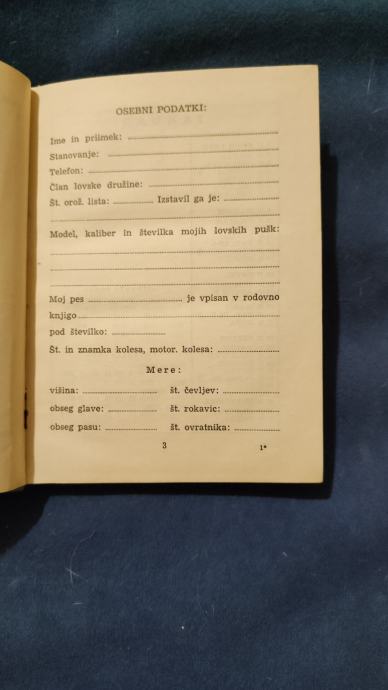 OSEBNI PODATKI:
Ime in priimek:
Stanovanje:
Telefon:
Član lovske družine:
Št. orož. lista: Izstavil ga je:
Model, kaliber in številka mojih lovskih pušk:
Moj pes je vpisan v rodovno
knjigo
pod številko:
Št. in znamka kolesa, motor. kolesa:
Mere:
višina: št. čevljev:
obseg glave: št. rokavic:
obseg pasu: št. ovratnika:
3 1*